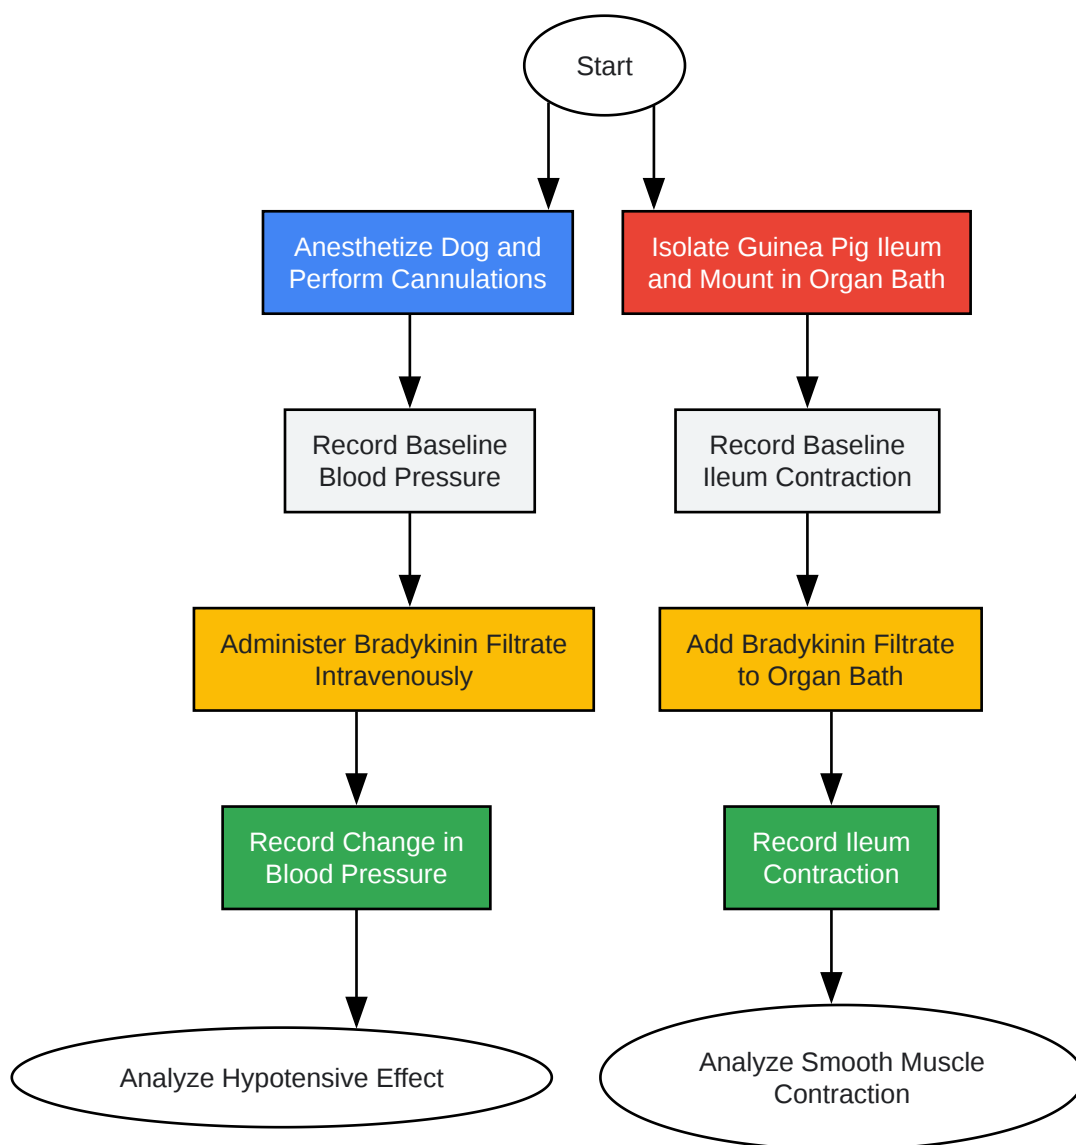 Start
Anesthetize Dog and
Perform Cannulations
Isolate Guinea Pig Ileum
and Mount in Organ Bath
Record Baseline
Blood Pressure
Record Baseline
Ileum Contraction
Administer Bradykinin Filtrate
Intravenously
Add Bradykinin Filtrate
to Organ Bath
Record Change in
Blood Pressure
Record Ileum
Contraction
Analyze Hypotensive Effect
Analyze Smooth Muscle
Contraction